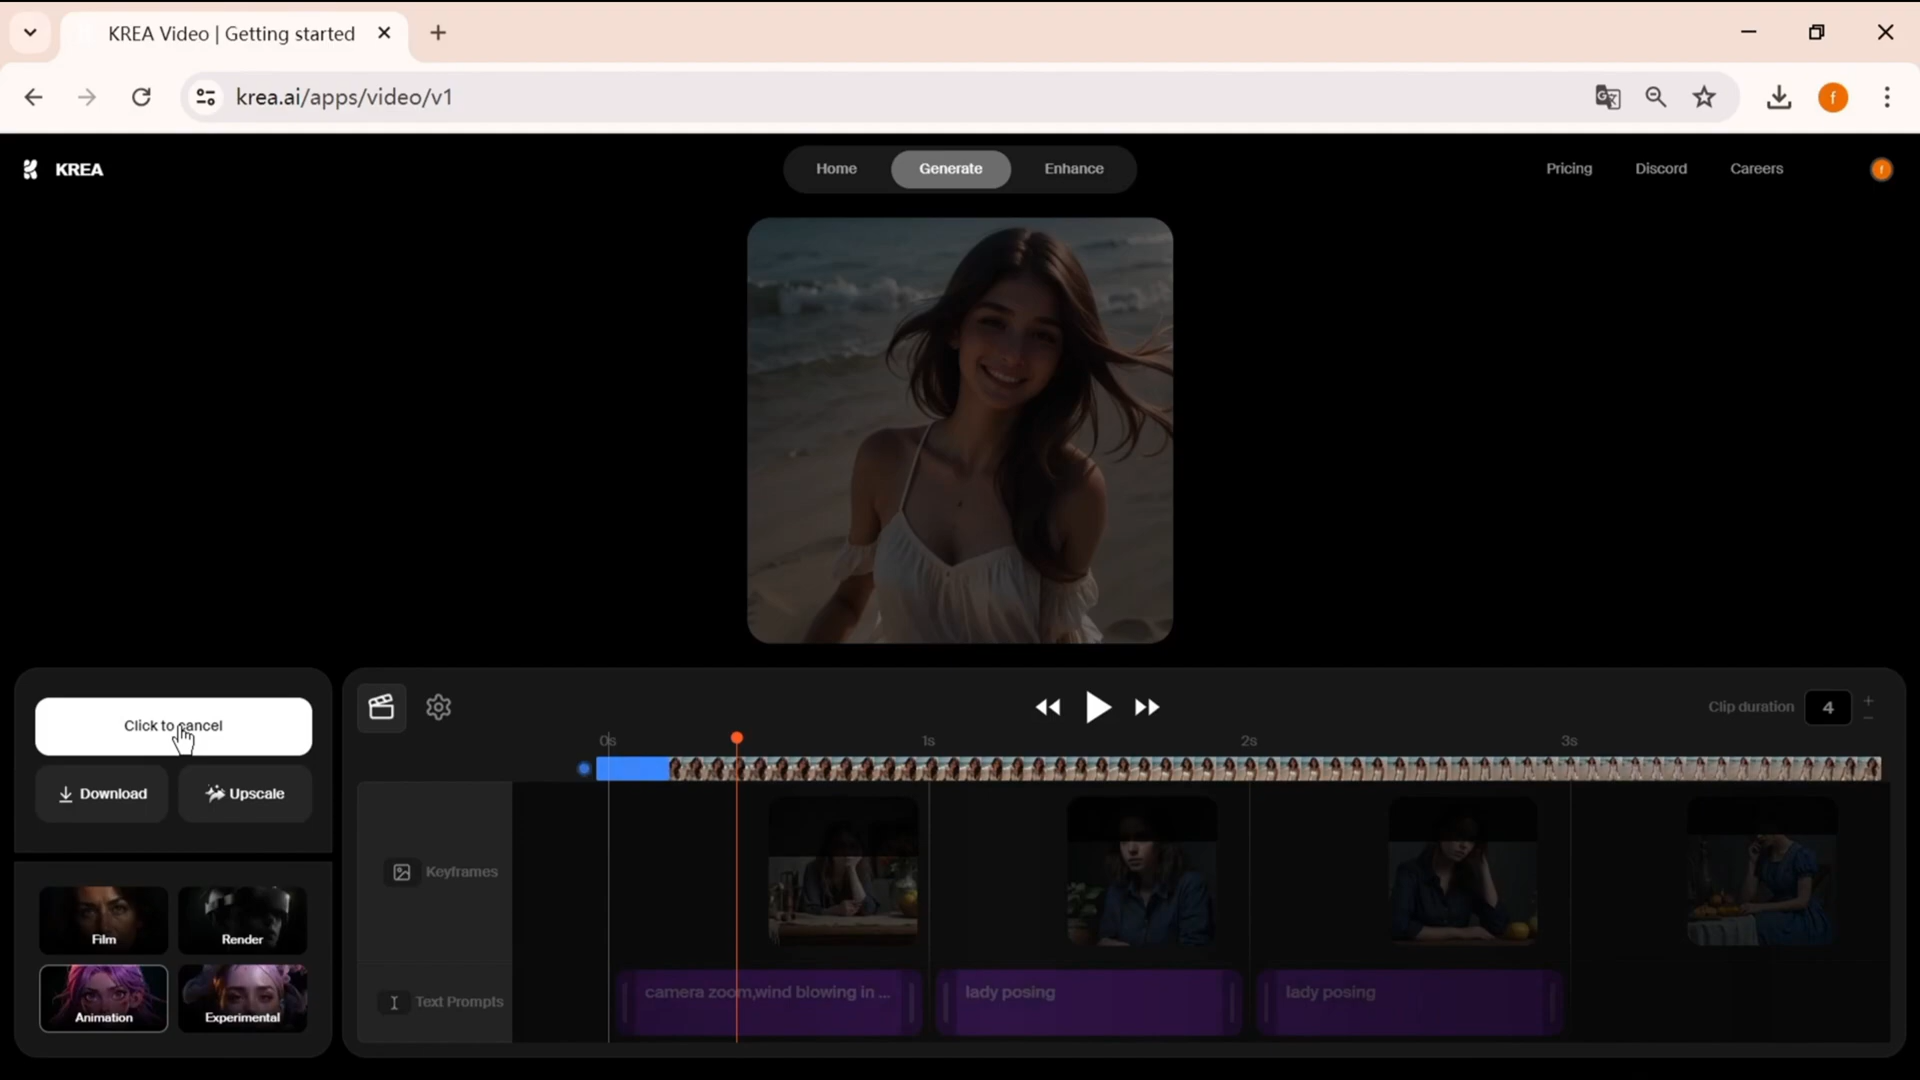 KREA Video | Getting started
krea.ai/apps/video/v1
f
KREA
Home
Generate
Enhance
Pricing
Discord
Careers
f
Click to cancel
Download
Upscale
Clip duration
4
0s
1s
2s
3s
Keyframes
Film
Render
Animation
Experimental
Text Prompts
camera zoom,wind blowing in ...
lady posing
lady posing